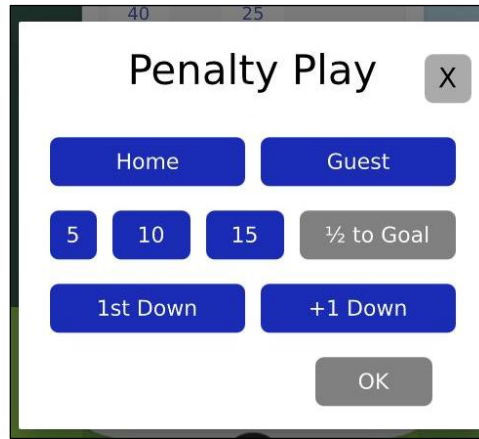 40 25
Penalty Play X
Home Guest
5 10 15 ½ to Goal
1st Down +1 Down
OK